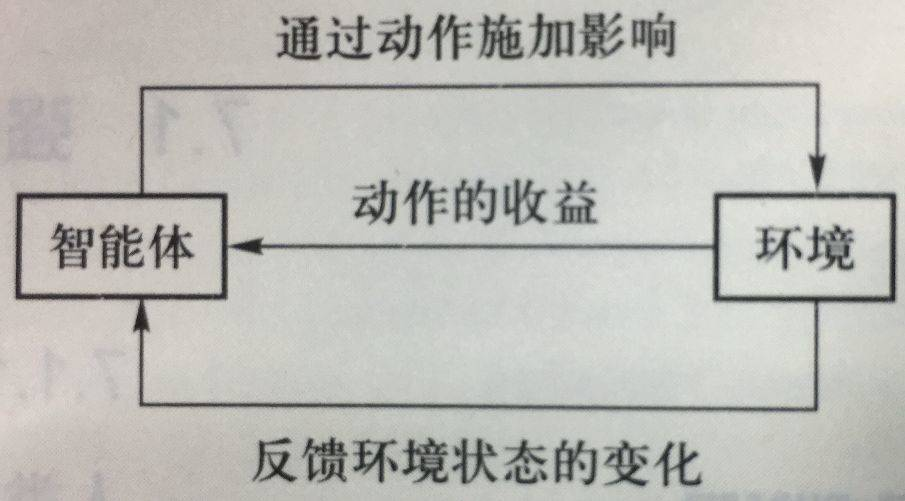 通过动作施加影响
动作的收益
智能体
环境
反馈环境状态的变化